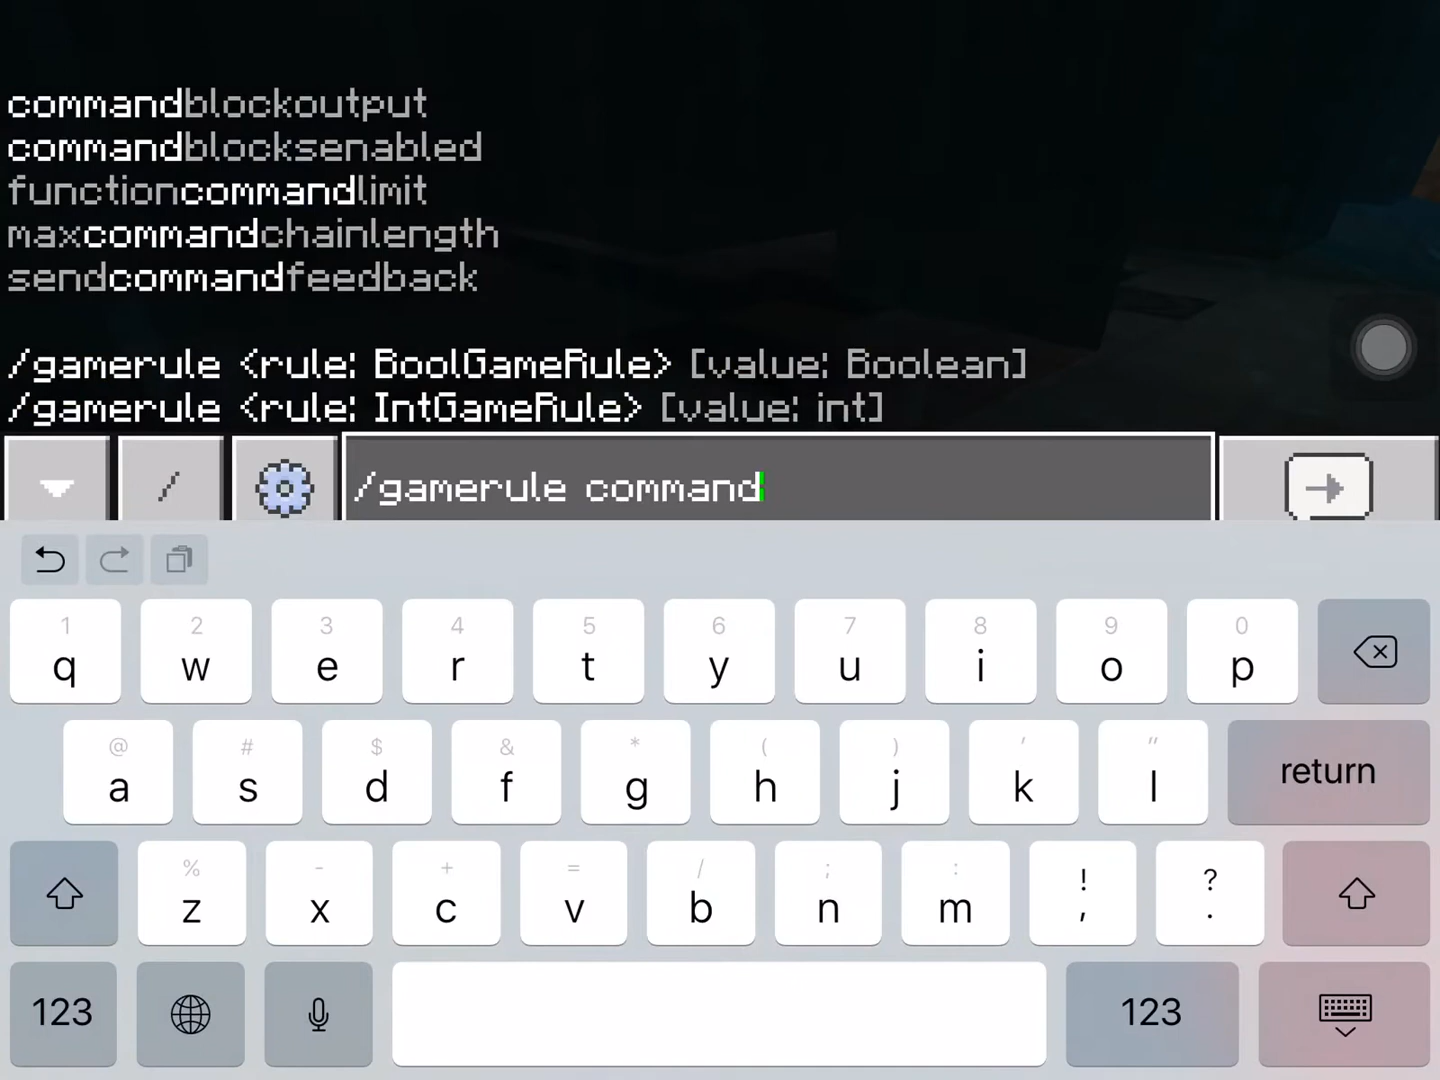 commandblockoutput
commandblocksenabled
functioncommandlimit
maxcommandchainlength
sendcommandfeedback
/gamerule <rule: BoolGameRule> [value: Boolean]
/gamerule <rule: IntGameRule> [value: int]
/ /gamerule command
1 2 3 4 5 6 7 8 9 0
q w e r t y u i o p
@ # $ & * ( ) ' "
a s d f g h j k l return
% - + = / ; : ! ?
z x c v b n m , .
123 123